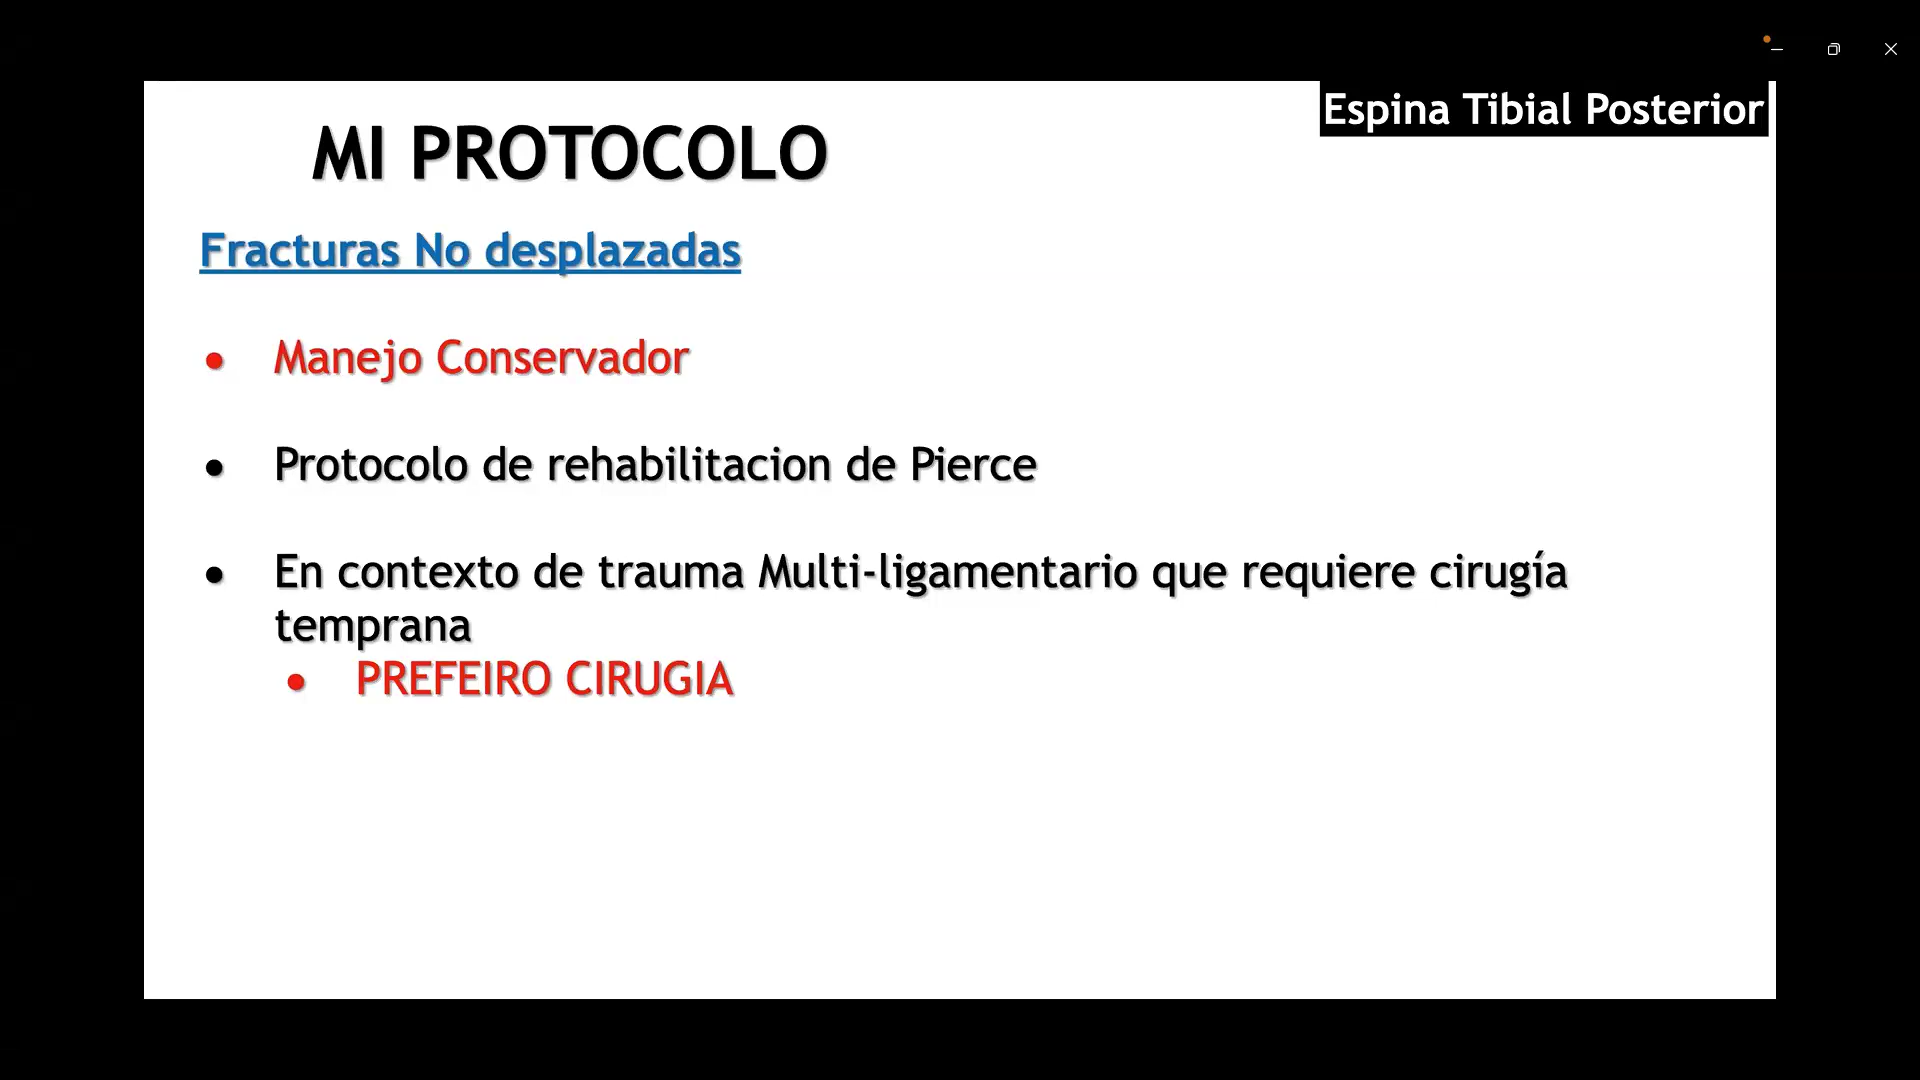 Espina Tibial Posterior
MI PROTOCOLO
Fracturas No desplazadas
• Manejo Conservador
• Protocolo de rehabilitacion de Pierce
• En contexto de trauma Multi-ligamentario que requiere cirugía
temprana
• PREFEIRO CIRUGIA